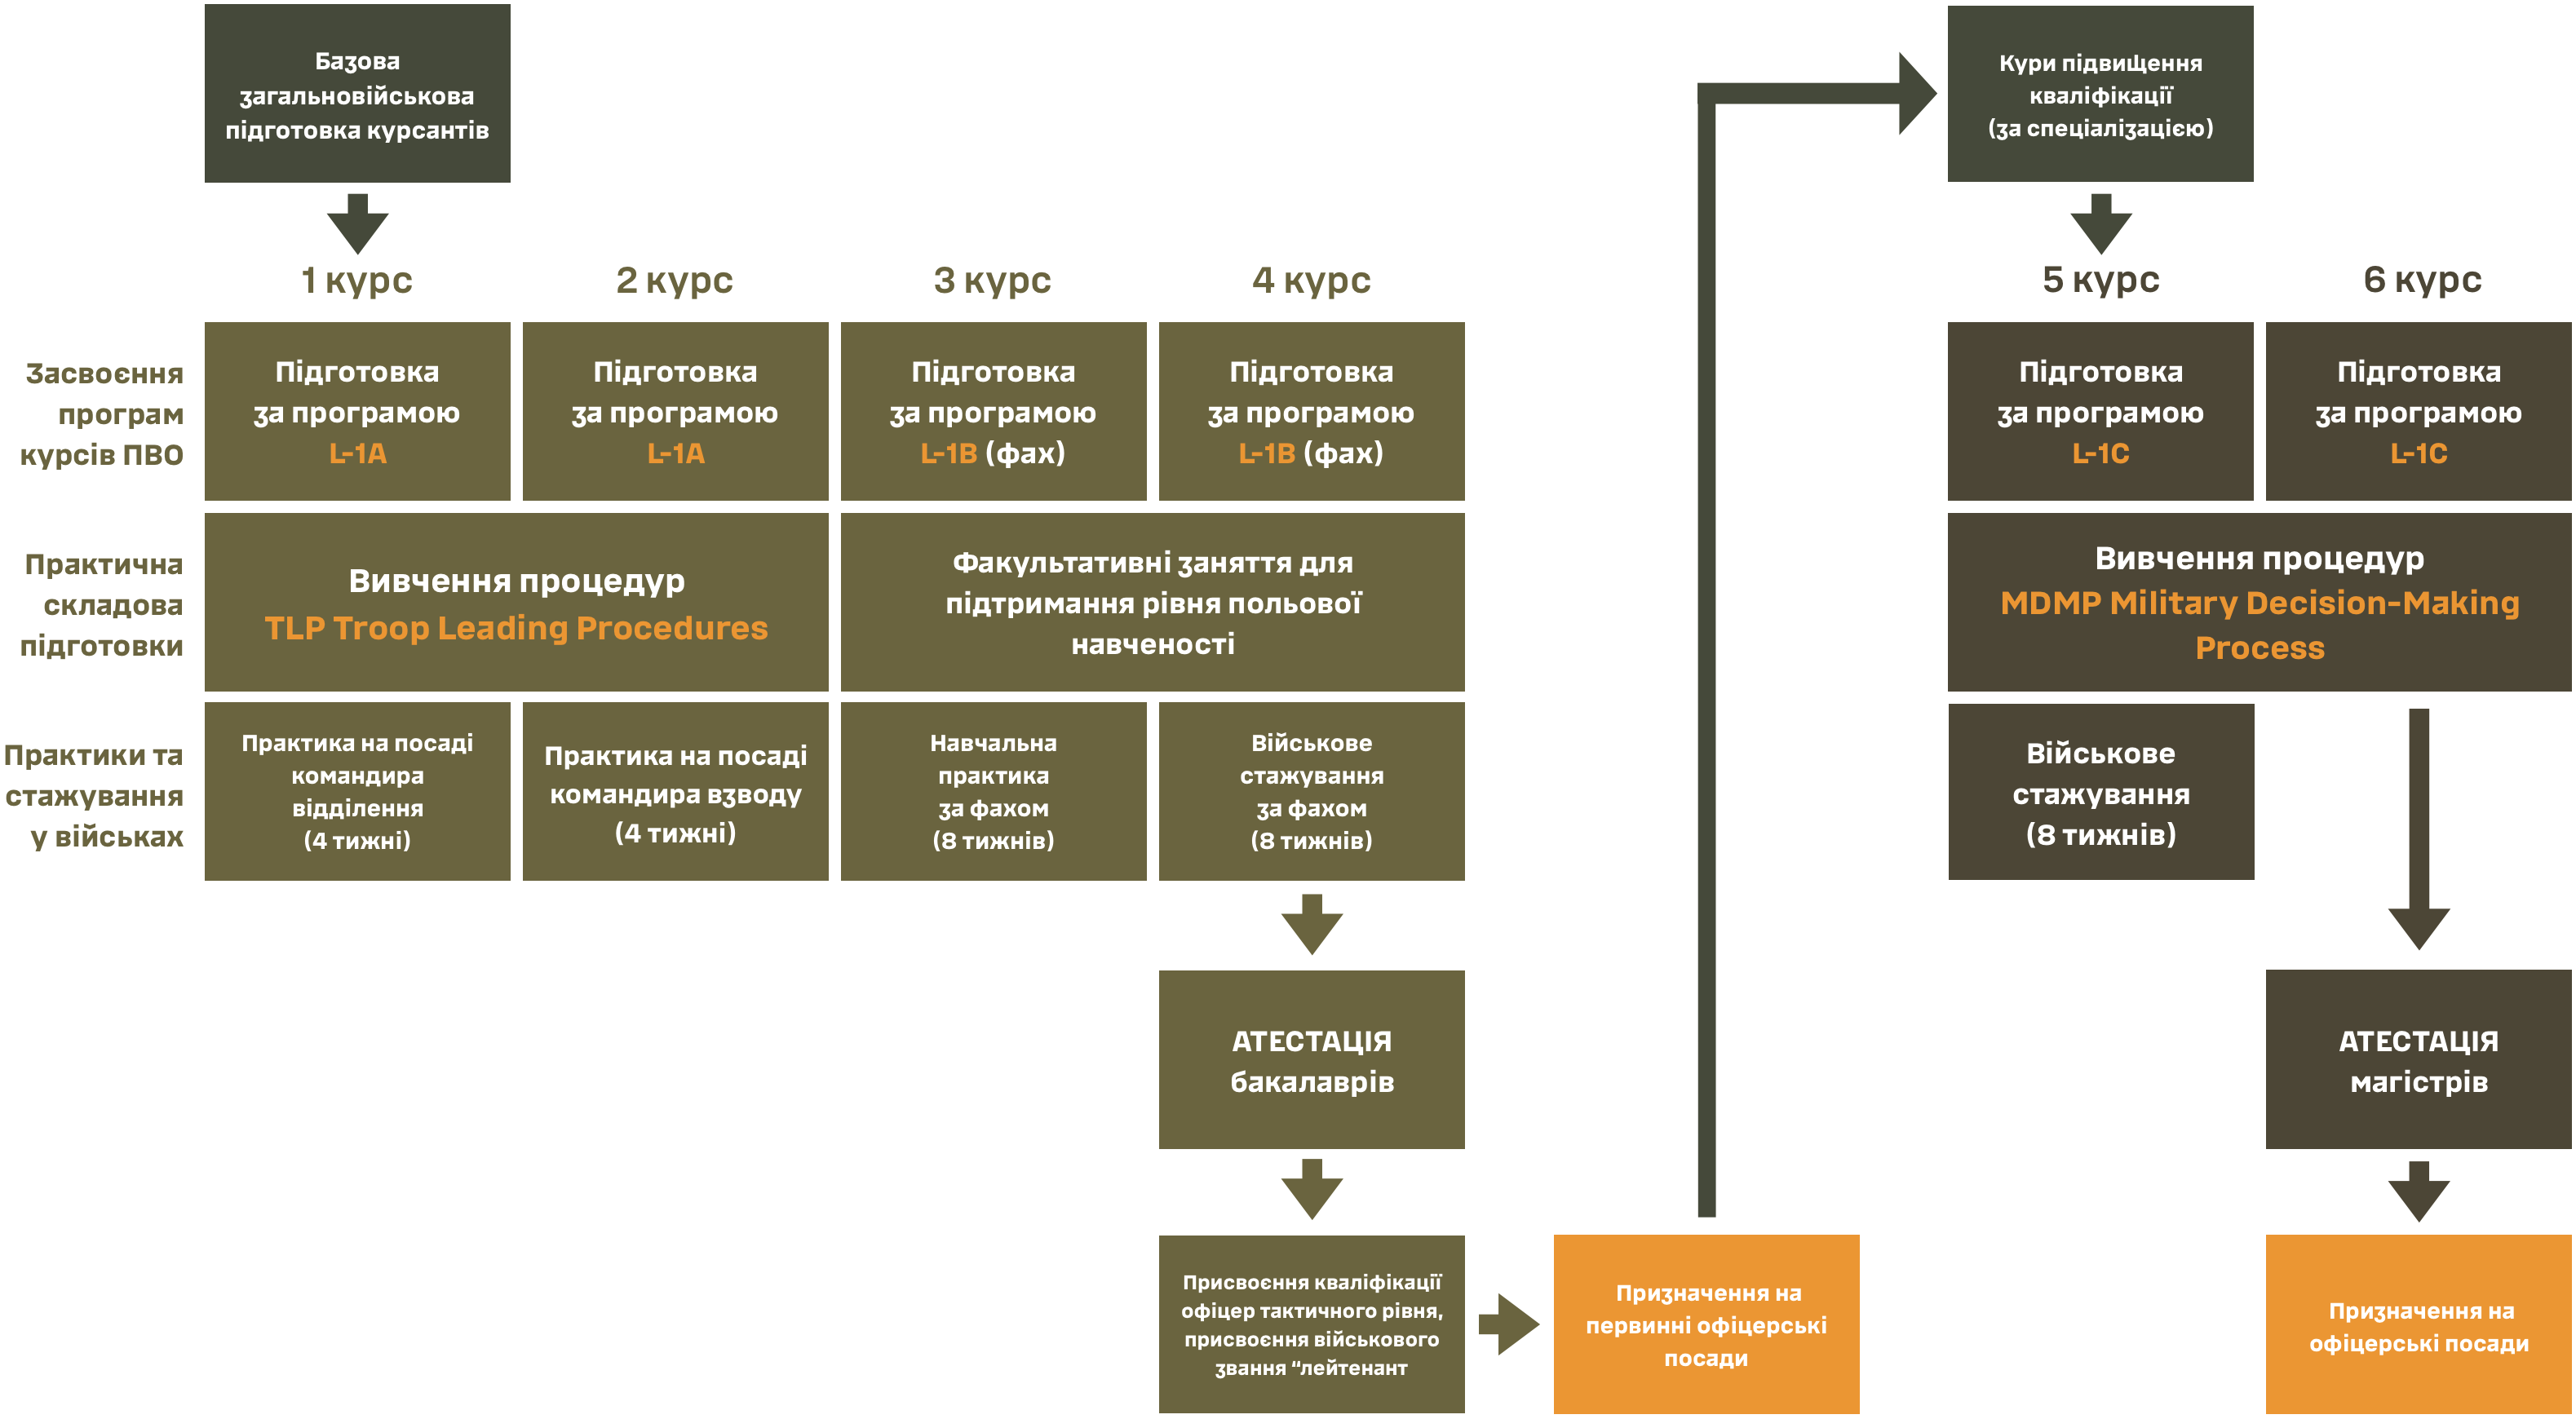 Базова
загальновійськова
підготовка курсантів
Кури підвищення
кваліфікації
(за спеціалізацією)
1 курс
2 курс
3 курс
4 курс
5 курс
6 курс
Засвоєння
програм
курсів ПВО
Підготовка
за програмою
L-1A
Підготовка
за програмою
L-1A
Підготовка
за програмою
L-1B (фах)
Підготовка
за програмою
L-1B (фах)
Підготовка
за програмою
L-1C
Підготовка
за програмою
L-1C
Практична
складова
підготовки
Вивчення процедур
TLP Troop Leading Procedures
Факультативні заняття для
підтримання рівня польової
навченості
Вивчення процедур
MDMP Military Decision-Making
Process
Практики та
стажування
у військах
Практика на посаді
командира
відділення
(4 тижні)
Практика на посаді
командира взводу
(4 тижні)
Навчальна
практика
за фахом
(8 тижнів)
Військове
стажування
за фахом
(8 тижнів)
Військове
стажування
(8 тижнів)
АТЕСТАЦІЯ
бакалаврів
АТЕСТАЦІЯ
магістрів
Присвоєння кваліфікації
офіцер тактичного рівня,
присвоєння військового
звання “лейтенант
Призначення на
первинні офіцерські
посади
Призначення на
офіцерські посади